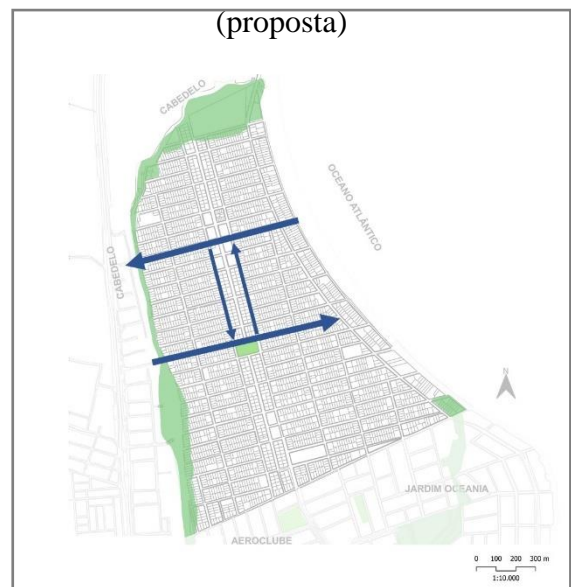 (proposta)
CABEDELO
OCEANO ATLÂNTICO
CABEDELO
N
JARDIM OCEANIA
AEROCLUBE
0 100 200 300 m
1:10.000